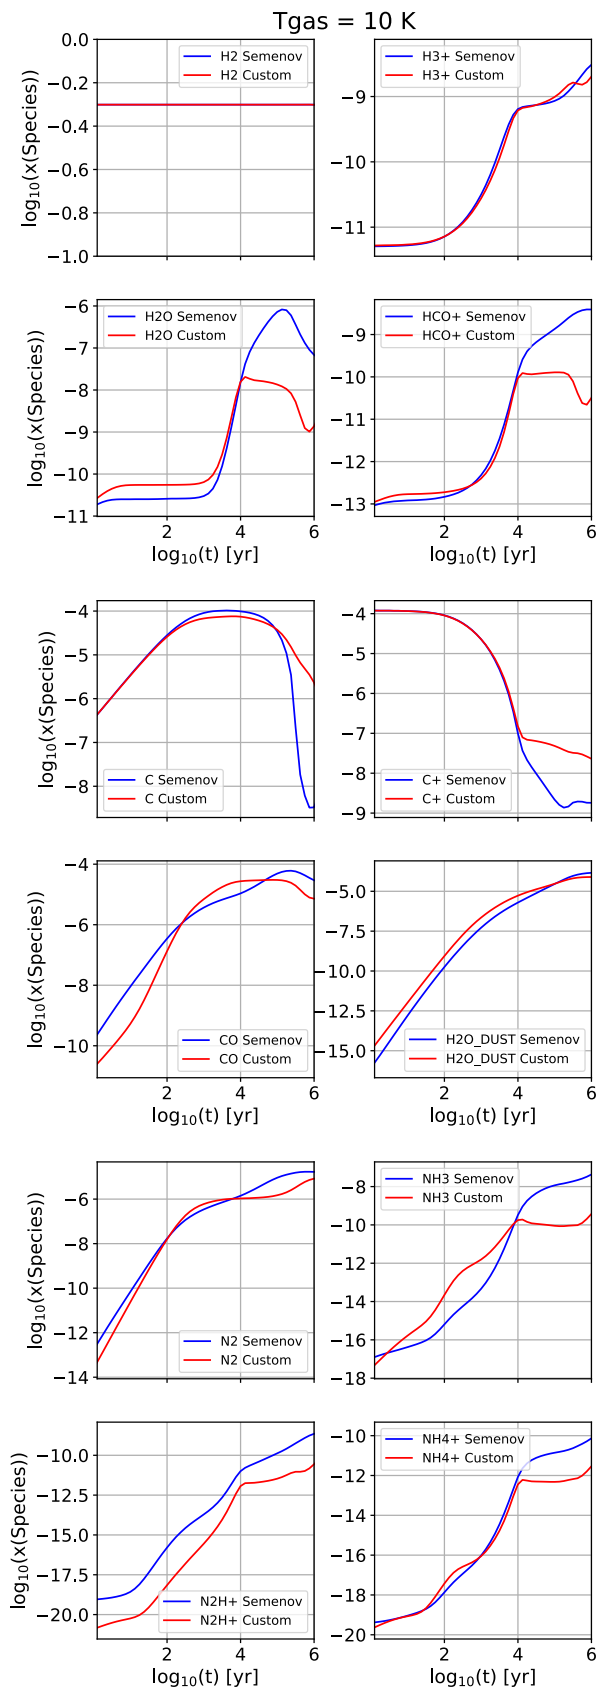 Tgas = 10 K
log10(x(Species))
0.0
−0.2
−0.4
−0.6
−0.8
−1.0
H2 Semenov
H2 Custom
−9
−10
−11
H3+ Semenov
H3+ Custom
log10(x(Species))
−6
−7
−8
−9
−10
−11
H2O Semenov
H2O Custom
2 4 6
log10(t) [yr]
−9
−10
−11
−12
−13
HCO+ Semenov
HCO+ Custom
2 4 6
log10(t) [yr]
log10(x(Species))
−4
−5
−6
−7
−8
C Semenov
C Custom
−4
−5
−6
−7
−8
−9
C+ Semenov
C+ Custom
log10(x(Species))
−4
−6
−8
−10
CO Semenov
CO Custom
2 4 6
log10(t) [yr]
−5.0
−7.5
−10.0
−12.5
−15.0
H2O_DUST Semenov
H2O_DUST Custom
2 4 6
log10(t) [yr]
log10(x(Species))
−6
−8
−10
−12
−14
N2 Semenov
N2 Custom
−8
−10
−12
−14
−16
−18
NH3 Semenov
NH3 Custom
log10(x(Species))
−10.0
−12.5
−15.0
−17.5
−20.0
N2H+ Semenov
N2H+ Custom
2 4 6
log10(t) [yr]
−10
−12
−14
−16
−18
−20
NH4+ Semenov
NH4+ Custom
2 4 6
log10(t) [yr]